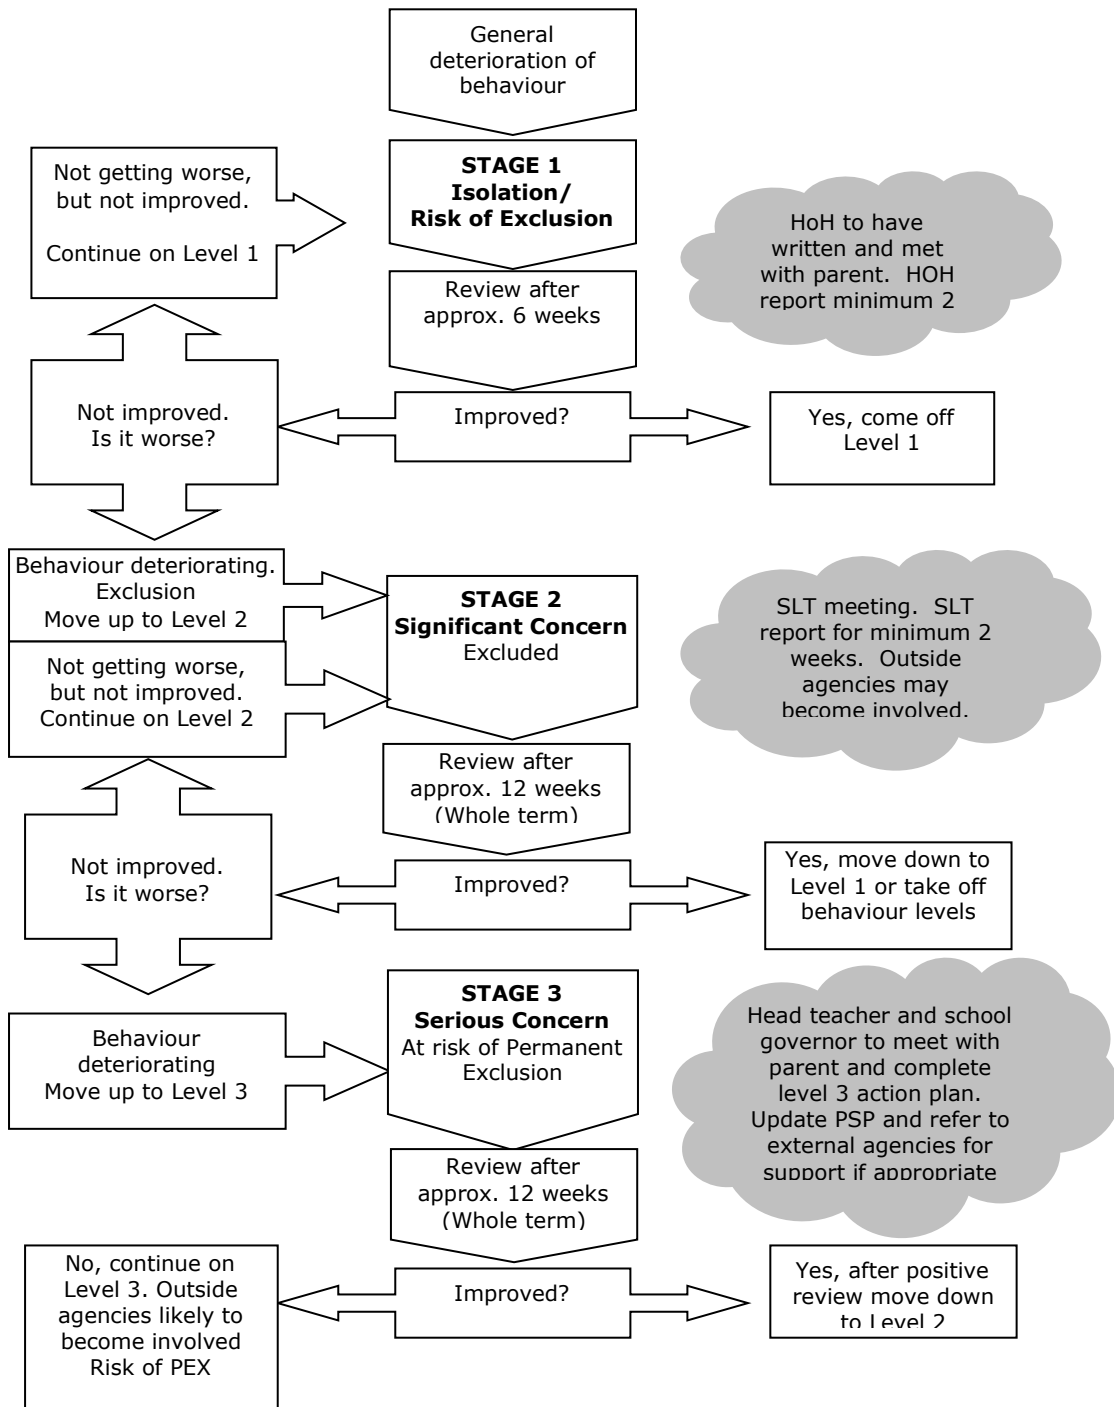 General
deterioration of
behaviour
STAGE 1
Isolation/
Risk of Exclusion
Not getting worse,
but not improved.
Continue on Level 1
HoH to have
written and met
with parent.  HOH
report minimum 2
Review after
approx. 6 weeks
Not improved.
Is it worse?
Improved?
Yes, come off
Level 1
Behaviour deteriorating.
Exclusion
Move up to Level 2
STAGE 2
Significant Concern
Excluded
SLT meeting.  SLT
report for minimum 2
weeks.  Outside
agencies may
become involved.
Not getting worse,
but not improved.
Continue on Level 2
Review after
approx. 12 weeks
(Whole term)
Not improved.
Is it worse?
Improved?
Yes, move down to
Level 1 or take off
behaviour levels
STAGE 3
Serious Concern
At risk of Permanent
Exclusion
Behaviour
deteriorating
Move up to Level 3
Head teacher and school
governor to meet with
parent and complete
level 3 action plan.
Update PSP and refer to
external agencies for
support if appropriate
Review after
approx. 12 weeks
(Whole term)
No, continue on
Level 3. Outside
agencies likely to
become involved
Risk of PEX
Improved?
Yes, after positive
review move down
to Level 2